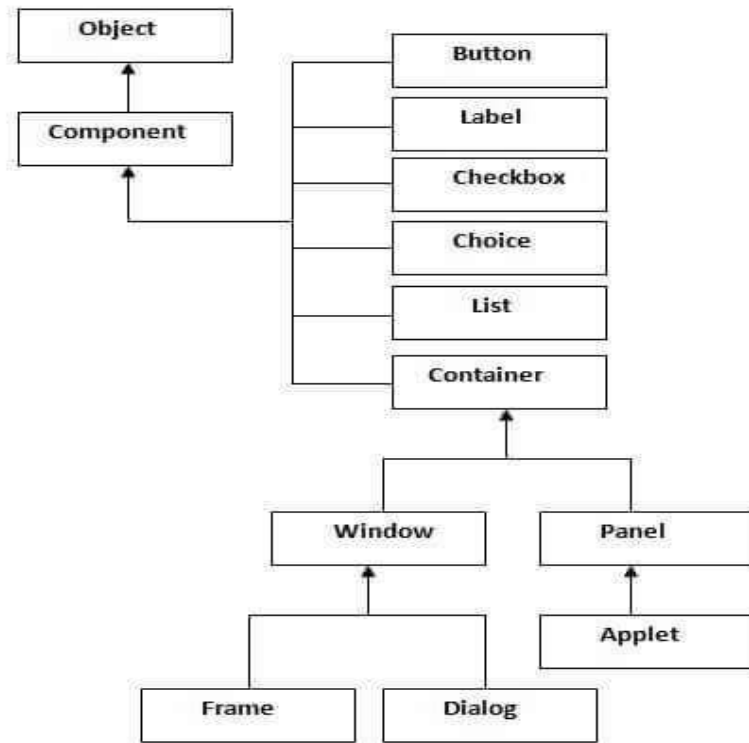 Object
Button
Component
Label
Checkbox
Choice
List
Container
Window
Panel
Applet
Frame
Dialog